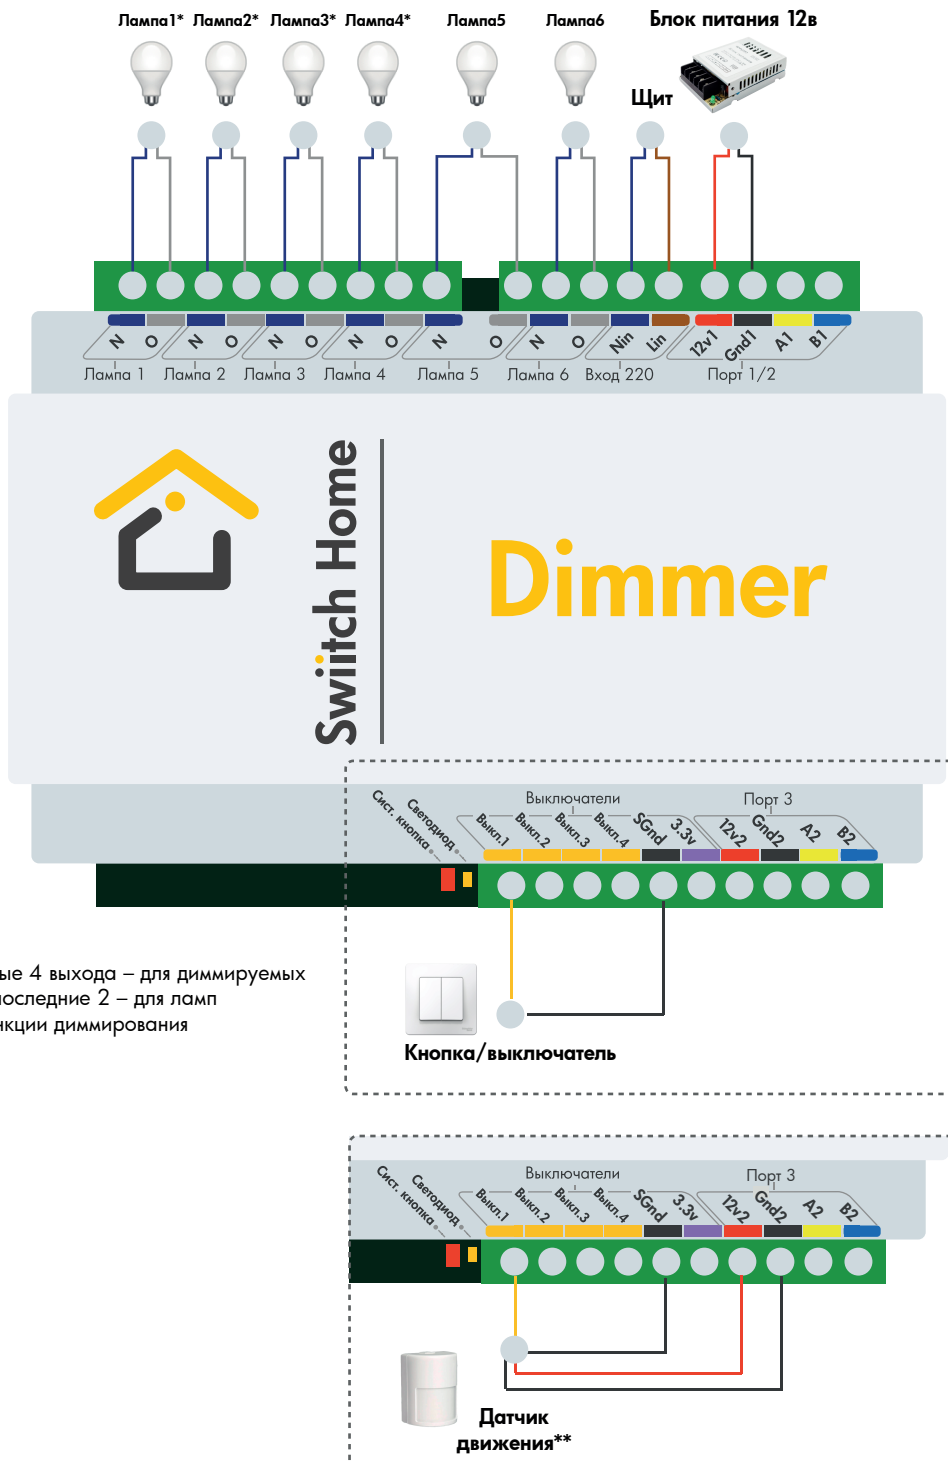 Лампа1* Лампа2* Лампа3* Лампа4* Лампа5 Лампа6 Блок питания 12в
Щит
N O N O N O N O N O N O Nin Lin 12v1 Gnd1 A1 B1
Лампа 1 Лампа 2 Лампа 3 Лампа 4 Лампа 5 Лампа 6 Вход 220 Порт 1/2
Swiitch Home
Dimmer
Выключатели Порт 3
Сист. кнопка Светодиод Выкл.1 Выкл.2 Выкл.3 Выкл.4 SGnd 3.3v 12v2 Gnd2 A2 B2
ые 4 выхода – для диммируемых
последние 2 – для ламп
нкции диммирования
Кнопка/выключатель
Выключатели Порт 3
Сист. кнопка Светодиод Выкл.1 Выкл.2 Выкл.3 Выкл.4 SGnd 3.3v 12v2 Gnd2 A2 B2
Датчик
движения**